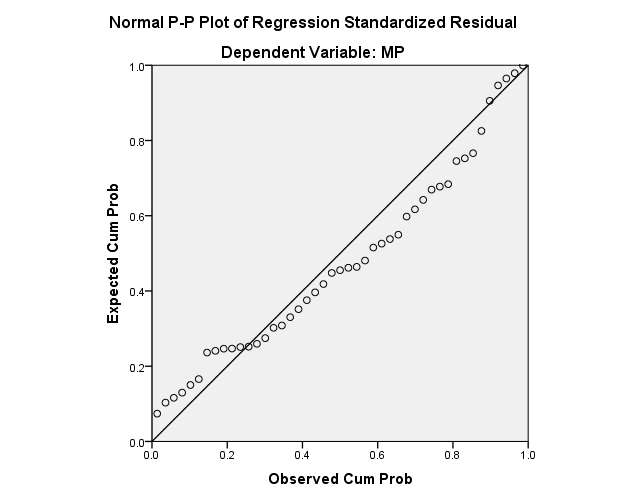 Normal P-P Plot of Regression Standardized Residual
Dependent Variable: MP
1.0
0.8
0.6
0.4
0.2
0.0
Expected Cum Prob
0.0 0.2 0.4 0.6 0.8 1.0
Observed Cum Prob